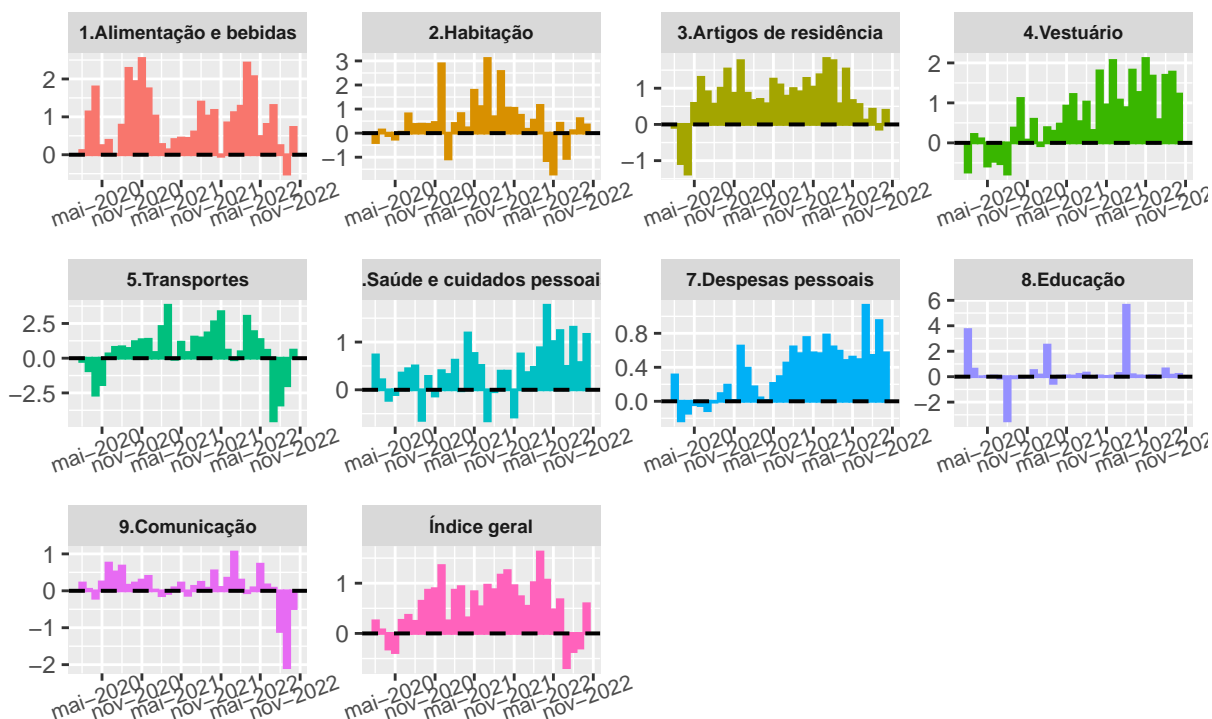 1.Alimentação e bebidas
2.Habitação
3.Artigos de residência
4.Vestuário
2
1
0
3
2
1
0
−1
1
0
−1
2
1
0
mai−2020
nov−2020
mai−2021
nov−2021
mai−2022
nov−2022
mai−2020
nov−2020
mai−2021
nov−2021
mai−2022
nov−2022
mai−2020
nov−2020
mai−2021
nov−2021
mai−2022
nov−2022
mai−2020
nov−2020
mai−2021
nov−2021
mai−2022
nov−2022
5.Transportes
.Saúde e cuidados pessoai
7.Despesas pessoais
8.Educação
2.5
0.0
−2.5
1
0
0.8
0.4
0.0
6
4
2
0
−2
mai−2020
nov−2020
mai−2021
nov−2021
mai−2022
nov−2022
mai−2020
nov−2020
mai−2021
nov−2021
mai−2022
nov−2022
mai−2020
nov−2020
mai−2021
nov−2021
mai−2022
nov−2022
mai−2020
nov−2020
mai−2021
nov−2021
mai−2022
nov−2022
9.Comunicação
Índice geral
1
0
−1
−2
1
0
mai−2020
nov−2020
mai−2021
nov−2021
mai−2022
nov−2022
mai−2020
nov−2020
mai−2021
nov−2021
mai−2022
nov−2022